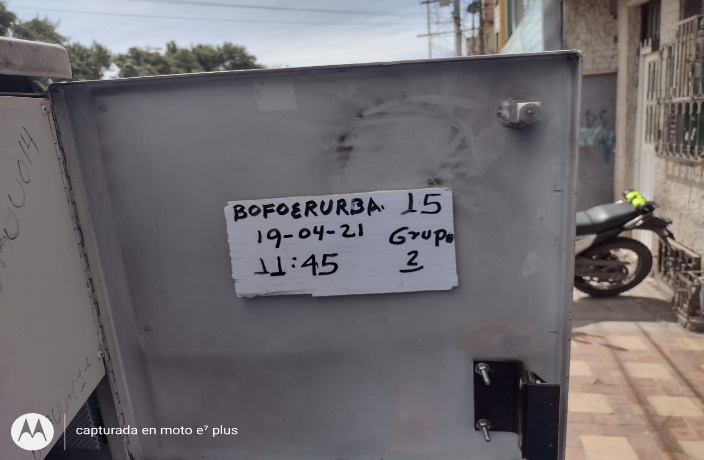 BOFOERURBA. 15
19-04-21 Grupo
11:45 2
capturada en moto e⁷ plus